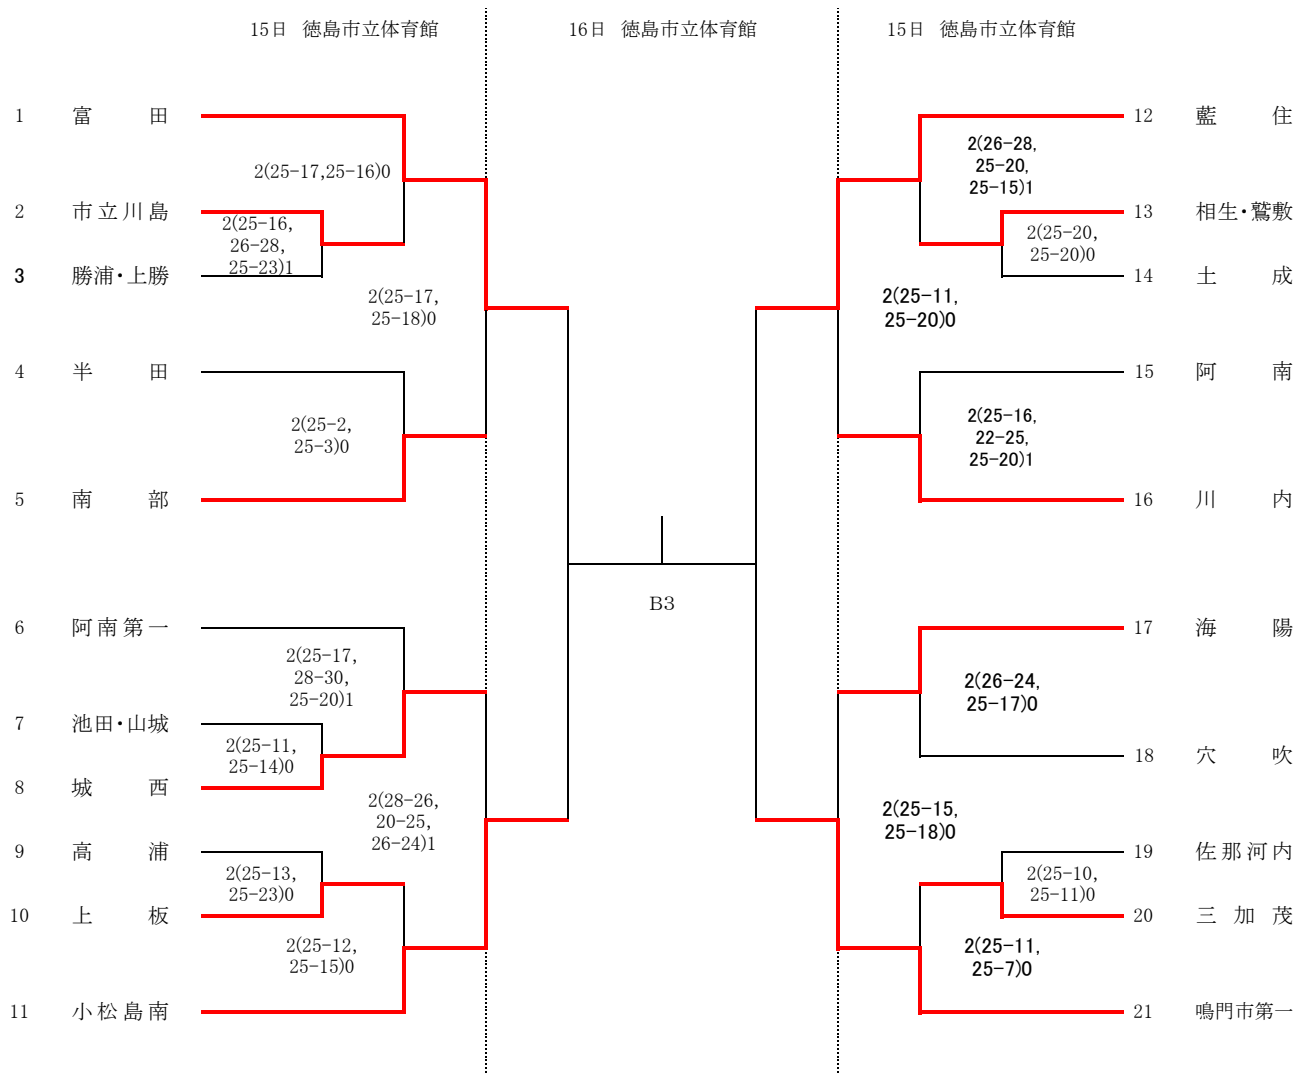 15日 徳島市立体育館
16日 徳島市立体育館
15日 徳島市立体育館
1 富田
2(25-17,25-16)0
2 市立川島
2(25-16,
26-28,
25-23)1
3 勝浦・上勝
2(25-17,
25-18)0
4 半田
2(25-2,
25-3)0
5 南部
6 阿南第一
2(25-17,
28-30,
25-20)1
7 池田・山城
2(25-11,
25-14)0
8 城西
2(28-26,
20-25,
26-24)1
9 高浦
2(25-13,
25-23)0
10 上板
2(25-12,
25-15)0
11 小松島南
B3
12 藍住
2(26-28,
25-20,
25-15)1
13 相生・鷲敷
2(25-20,
25-20)0
14 土成
2(25-11,
25-20)0
15 阿南
2(25-16,
22-25,
25-20)1
16 川内
17 海陽
2(26-24,
25-17)0
18 穴吹
2(25-15,
25-18)0
19 佐那河内
2(25-10,
25-11)0
20 三加茂
2(25-11,
25-7)0
21 鳴門市第一